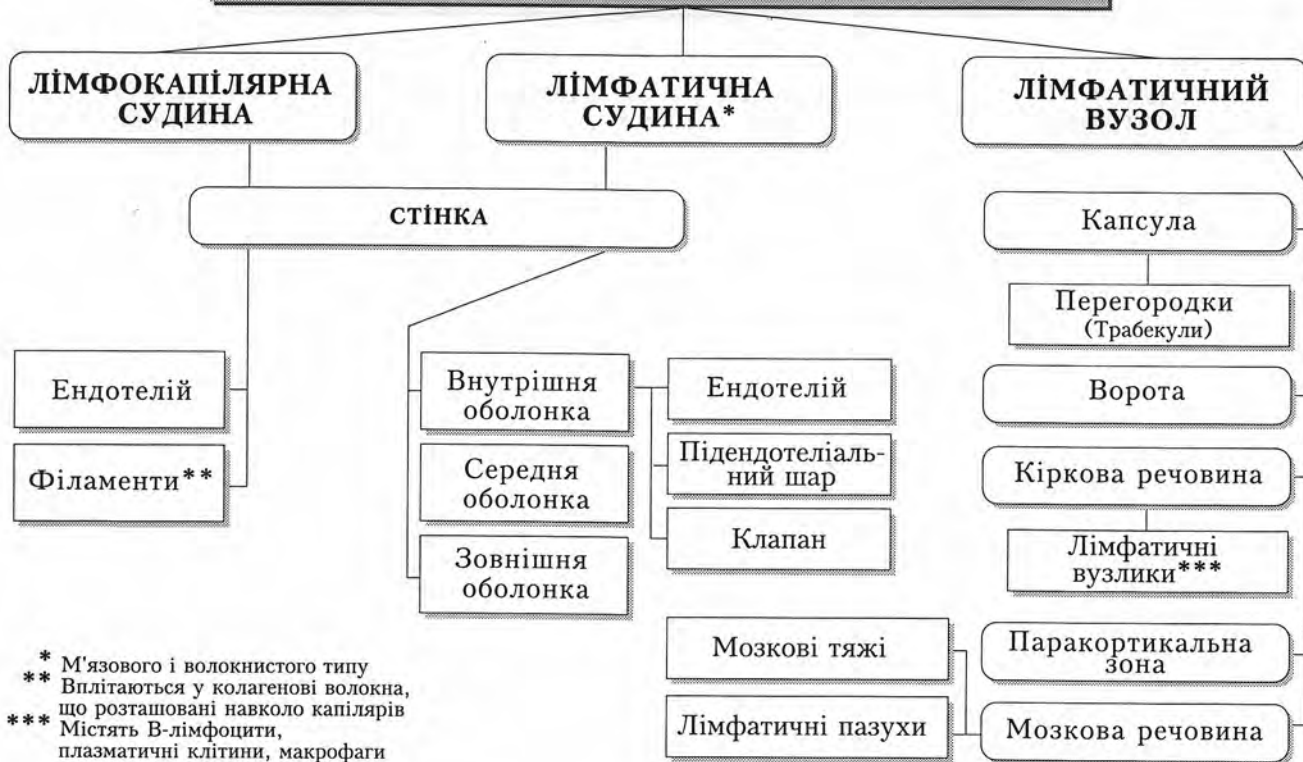 ЛІМФОКАПІЛЯРНА
СУДИНА
ЛІМФАТИЧНА
СУДИНА*
ЛІМФАТИЧНИЙ
ВУЗОЛ
СТІНКА
Капсула
Перегородки
(Трабекули)
Ендотелій
Філаменти**
Внутрішня
оболонка
Середня
оболонка
Зовнішня
оболонка
Ендотелій
Підендотеліаль-
ний шар
Клапан
Ворота
Кіркова речовина
Лімфатичні
вузлики***
Мозкові тяжі
Лімфатичні пазухи
Паракортикальна
зона
Мозкова речовина
* М'язового і волокнистого типу
** Вплітаються у колагенові волокна,
що розташовані навколо капілярів
*** Містять В-лімфоцити,
плазматичні клітини, макрофаги